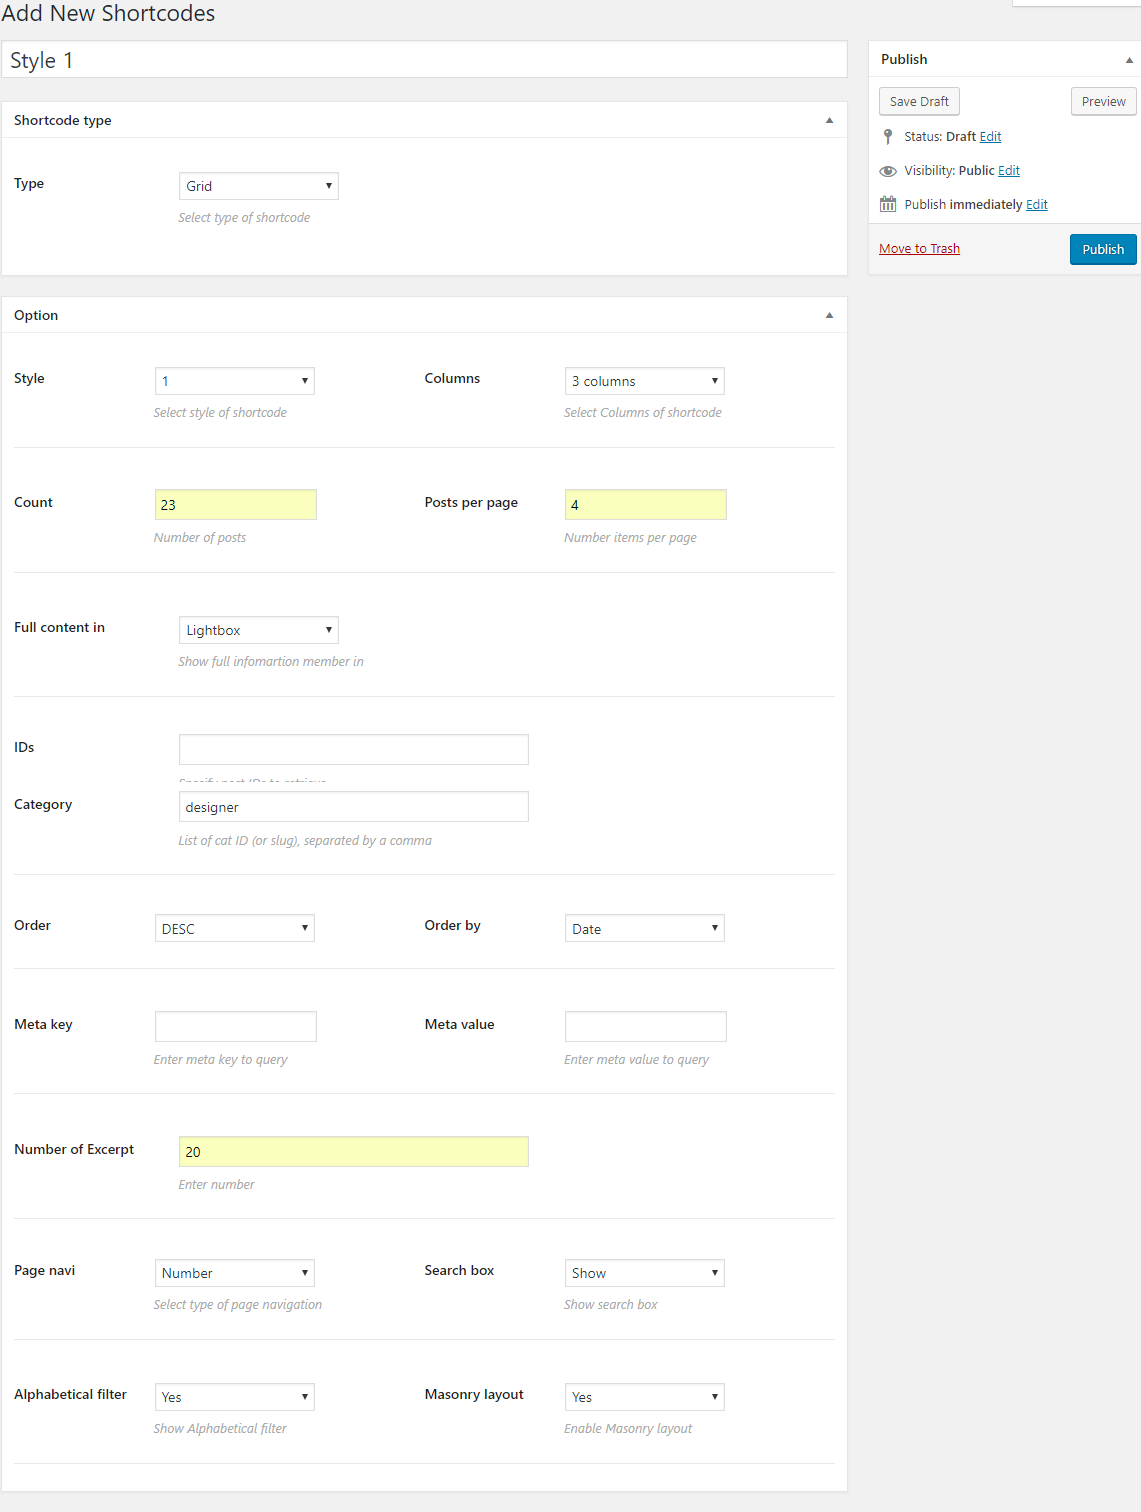 Add New Shortcodes
Style 1
Shortcode type
Type
Grid
Select type of shortcode
Option
Style
1
Select style of shortcode
Columns
3 columns
Select Columns of shortcode
Count
23
Number of posts
Posts per page
4
Number items per page
Full content in
Lightbox
Show full infomartion member in
IDs
Specify post IDs to retrieve
Category
designer
List of cat ID (or slug), separated by a comma
Order
DESC
Order by
Date
Meta key
Enter meta key to query
Meta value
Enter meta value to query
Number of Excerpt
20
Enter number
Page navi
Number
Select type of page navigation
Search box
Show
Show search box
Alphabetical filter
Yes
Show Alphabetical filter
Masonry layout
Yes
Enable Masonry layout
Publish
Save Draft
Preview
Status: Draft Edit
Visibility: Public Edit
Publish immediately Edit
Move to Trash
Publish